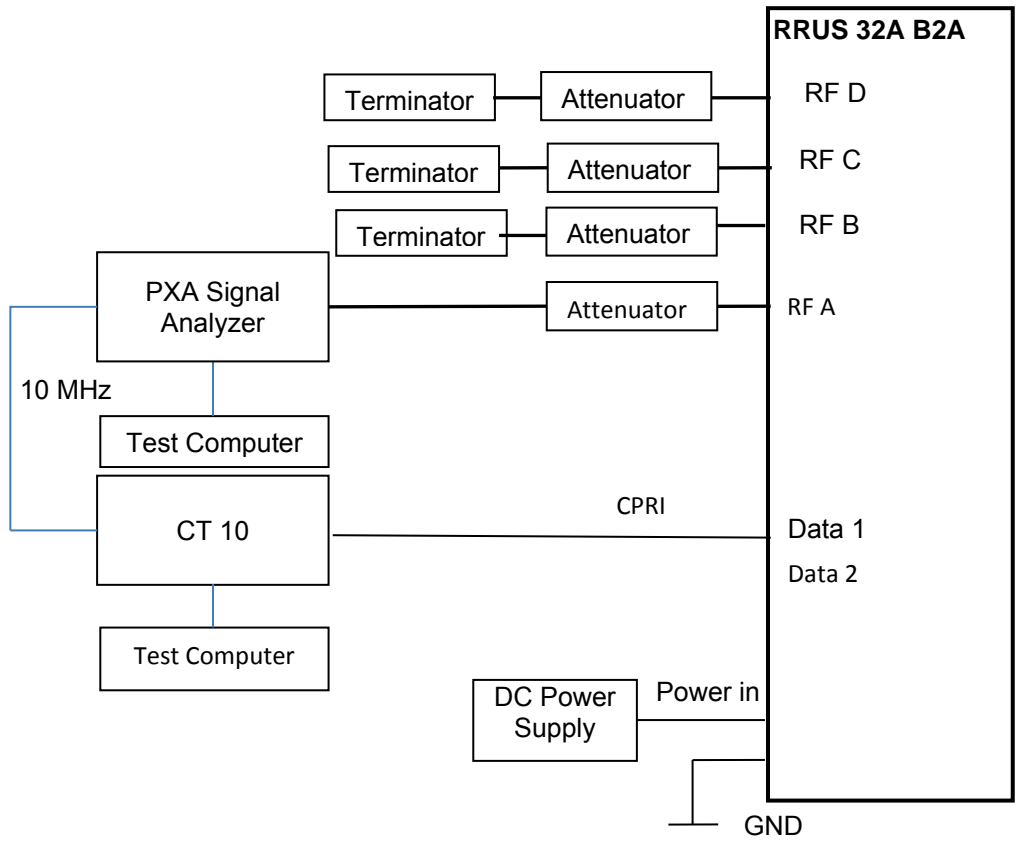 RRUS 32A B2A
Terminator
Attenuator
RF D
Terminator
Attenuator
RF C
Terminator
Attenuator
RF B
PXA Signal
Analyzer
Attenuator
RF A
10 MHz
Test Computer
CT 10
CPRI
Data 1
Data 2
Test Computer
DC Power
Supply
Power in
GND